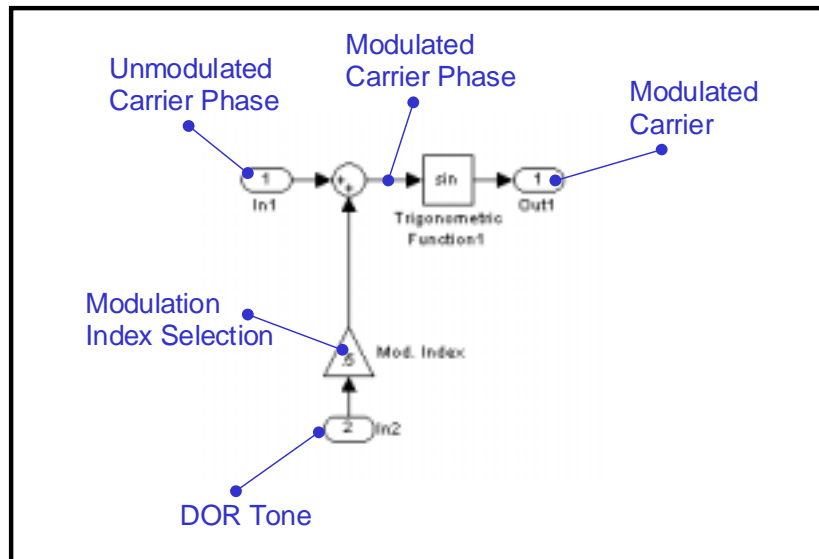 Unmodulated
Carrier Phase
Modulated
Carrier Phase
Modulated
Carrier
1
In1
+
+
sin
Trigonometric
Function1
1
Out1
Modulation
Index Selection
.5
Mod. Index
2
In2
DOR Tone